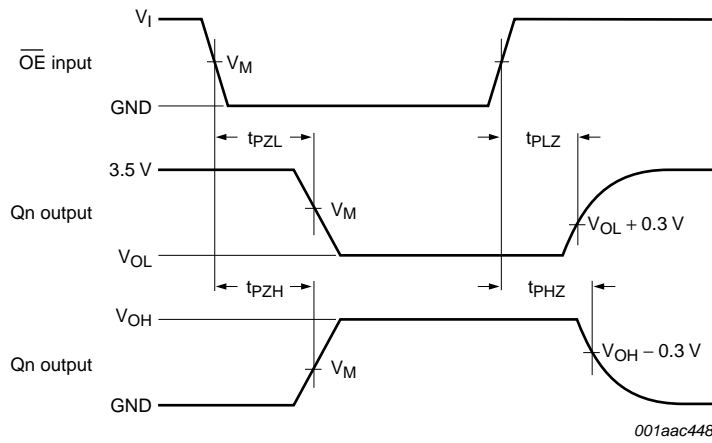 V_I
OE input
V_M
GND
t_PZL
t_PLZ
3.5 V
Qn output
V_M
V_OL + 0.3 V
V_OL
t_PZH
t_PHZ
V_OH
Qn output
V_M
V_OH − 0.3 V
GND
001aac448